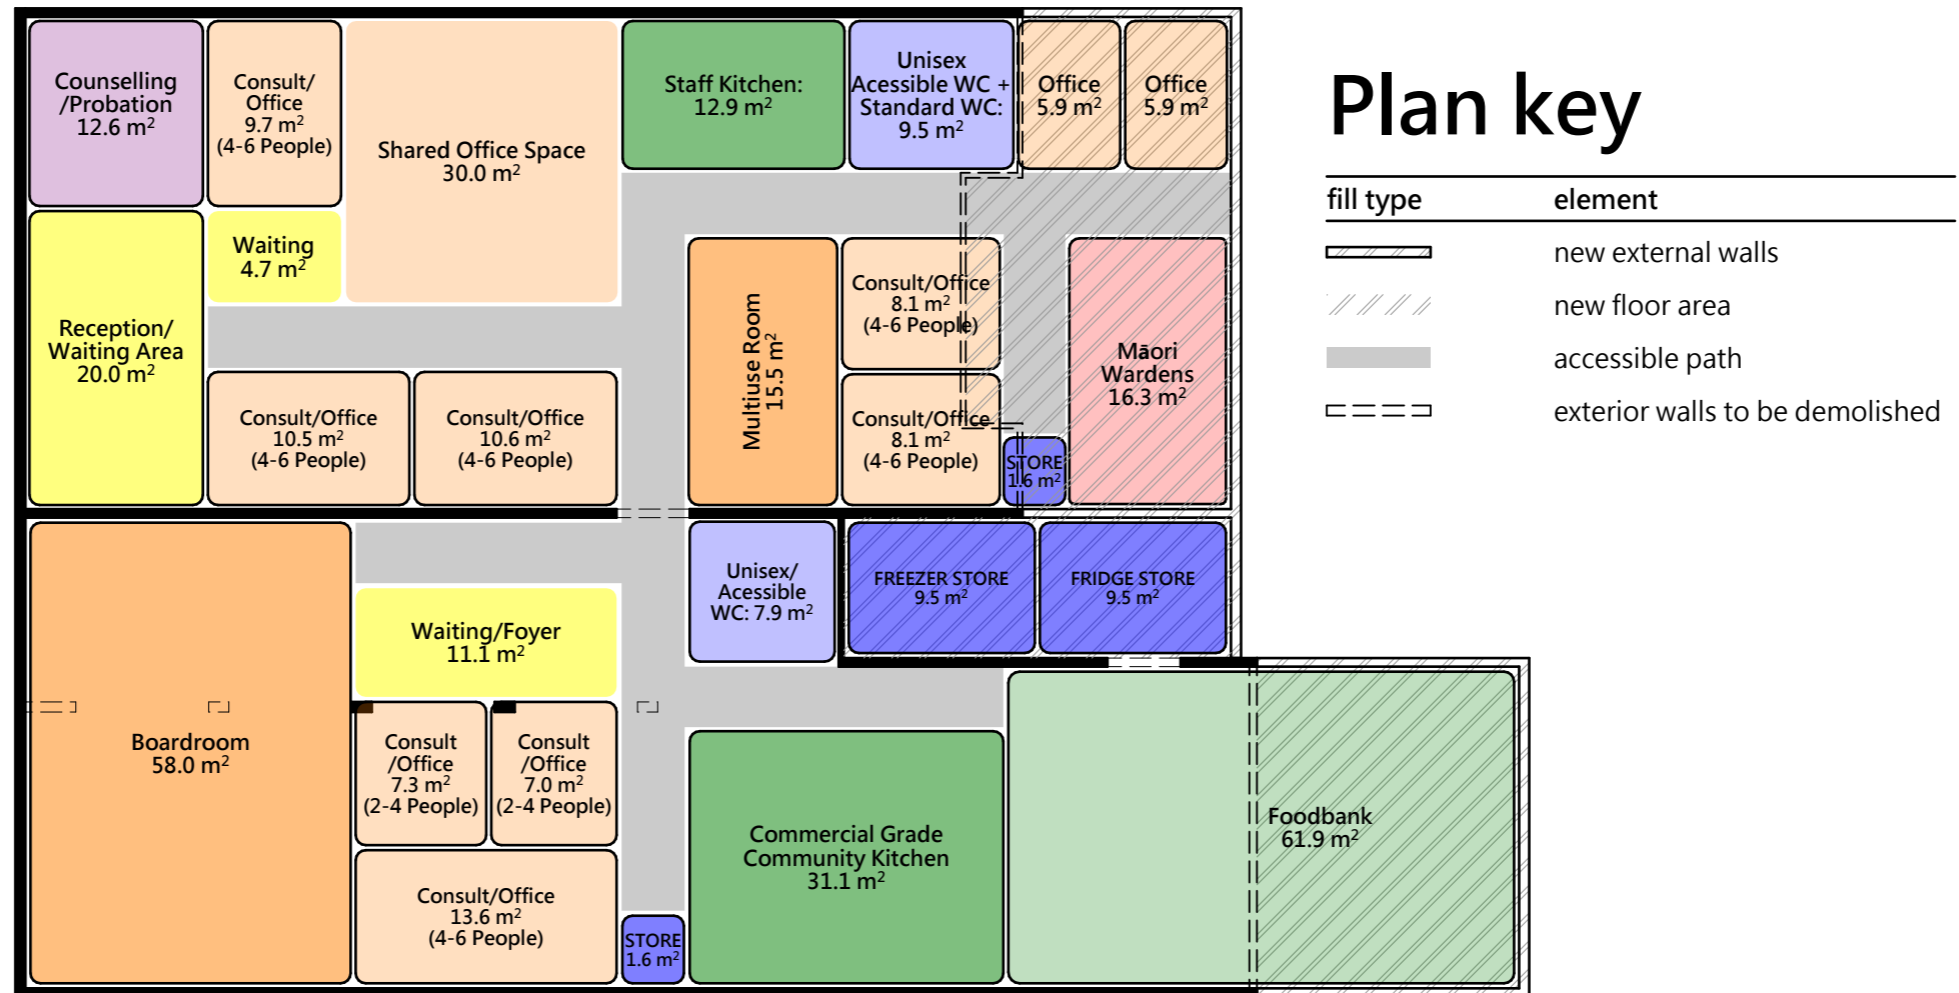 Counselling
/Probation
12.6 m²
Consult/
Office
9.7 m²
(4-6 People)
Shared Office Space
30.0 m²
Staff Kitchen:
12.9 m²
Unisex
Acessible WC +
Standard WC:
9.5 m²
Office
5.9 m²
Office
5.9 m²
Reception/
Waiting Area
20.0 m²
Waiting
4.7 m²
Consult/Office
10.5 m²
(4-6 People)
Consult/Office
10.6 m²
(4-6 People)
Multiuse Room
15.5 m²
Consult/Office
8.1 m²
(4-6 People)
Consult/Office
8.1 m²
(4-6 People)
STORE
1.6 m²
Māori
Wardens
16.3 m²
Boardroom
58.0 m²
Waiting/Foyer
11.1 m²
Consult
/Office
7.3 m²
(2-4 People)
Consult
/Office
7.0 m²
(2-4 People)
Consult/Office
13.6 m²
(4-6 People)
STORE
1.6 m²
Unisex/
Acessible
WC: 7.9 m²
FREEZER STORE
9.5 m²
FRIDGE STORE
9.5 m²
Commercial Grade
Community Kitchen
31.1 m²
Foodbank
61.9 m²
Plan key
fill type element
new external walls
new floor area
accessible path
exterior walls to be demolished